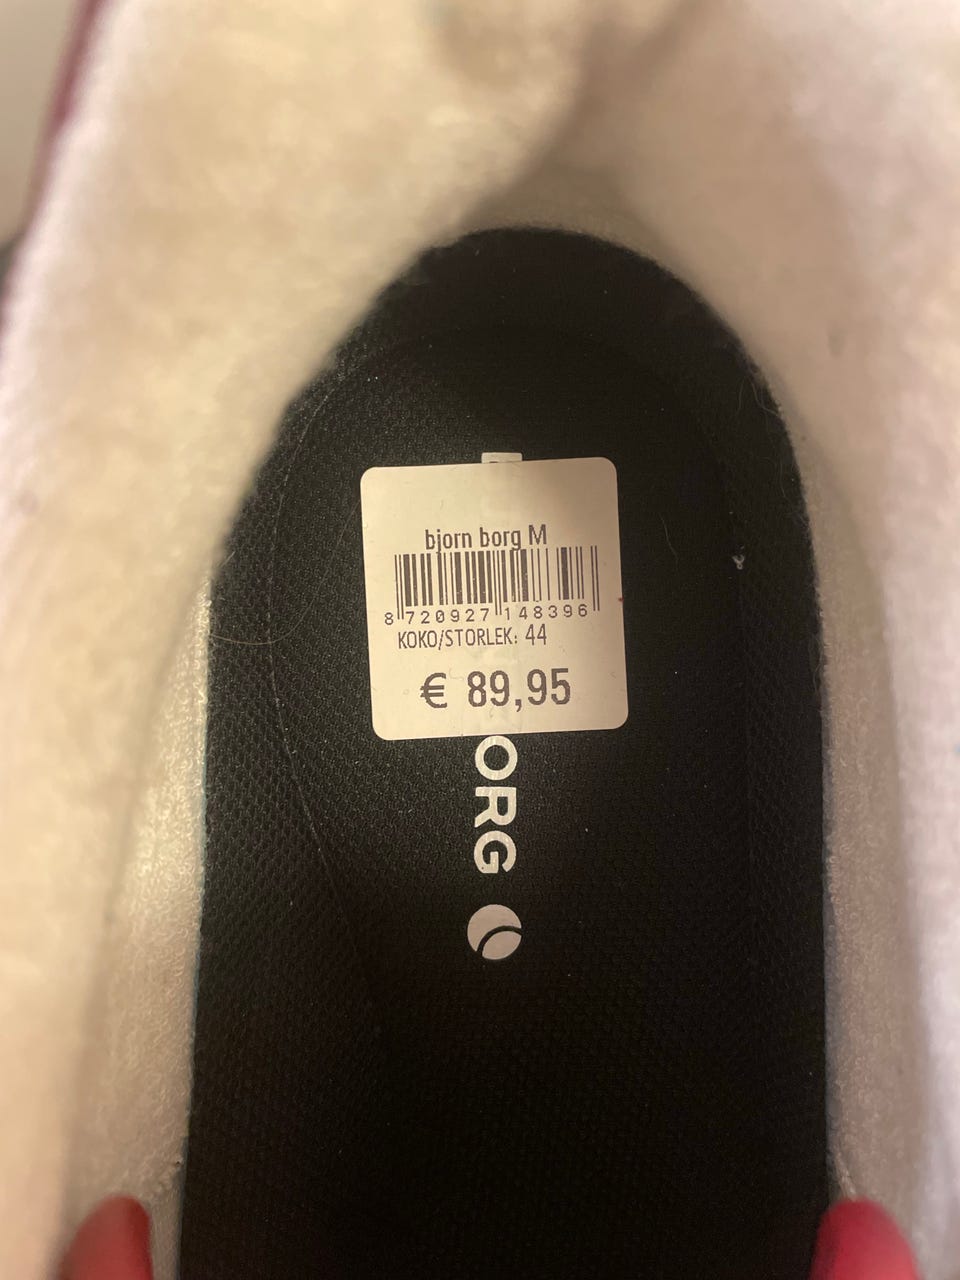 bjorn borg M
8 720927 148396
KOKO/STORLEK: 44
€ 89,95
ORG